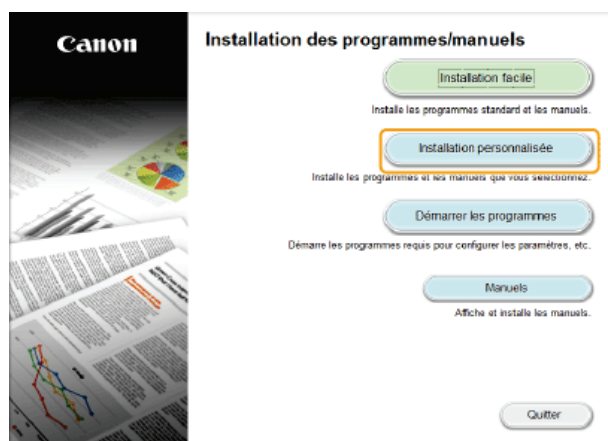 Canon
Installation des programmes/manuels
Installation facile
Installe les programmes standard et les manuels.
Installation personnalisée
Installe les programmes et les manuels que vous sélectionnez.
Démarrer les programmes
Démarre les programmes requis pour configurer les paramètres, etc.
Manuels
Affiche et installe les manuels.
Quitter